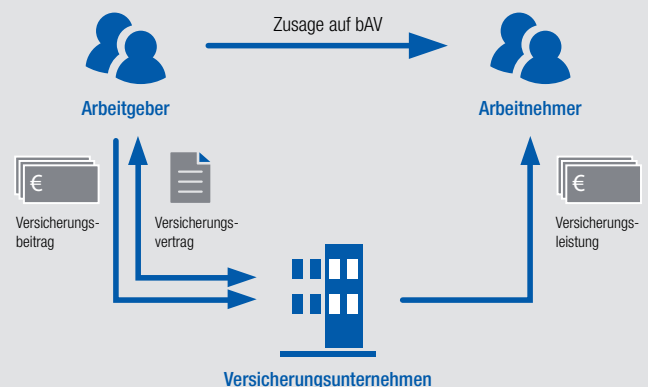 Zusage auf bAV
Arbeitgeber
Arbeitnehmer
€
Versicherungs-
beitrag
Versicherungs-
vertrag
€
Versicherungs-
leistung
Versicherungsunternehmen